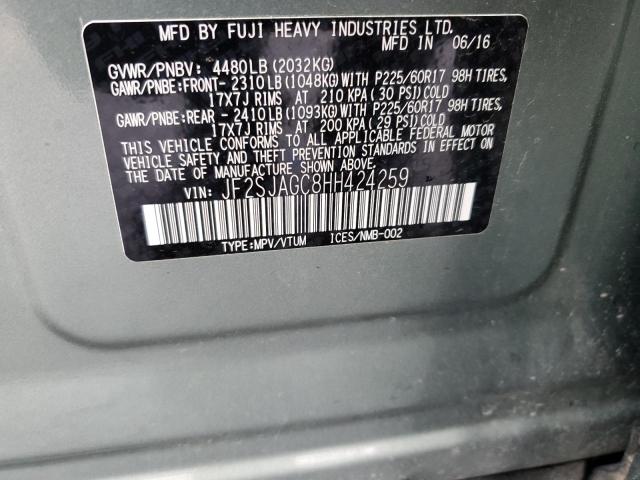 MFD BY FUJI HEAVY INDUSTRIES LTD.
MFD IN 06/16
GVWR/PNBV: 4480LB (2032KG)
GAWR/PNBE:FRONT- 2310LB (1048KG)WITH P225/60R17 98H TIRES,
17X7J RIMS AT 210 KPA ( 30 PSI)COLD
GAWR/PNBE:REAR - 2410LB (1093KG)WITH P225/60R17 98H TIRES,
17X7J RIMS AT 200 KPA ( 29 PSI)COLD
THIS VEHICLE CONFORMS TO ALL APPLICABLE FEDERAL MOTOR
VEHICLE SAFETY AND THEFT PREVENTION STANDARDS IN EFFECT ON
THE DATE OF MANUFACTURE SHOWN ABOVE.
VIN: JF2SJAGC8HH424259
TYPE:MPV/VTUM ICES/NMB-002